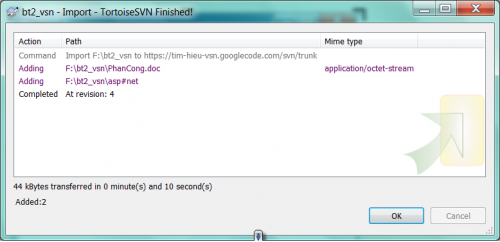 bt2_vsn - Import - TortoiseSVN Finished!
Action Path Mime type
Command Import F:\bt2_vsn to https://tim-hieu-vsn.googlecode.com/svn/trunk
Adding F:\bt2_vsn\PhanCong.doc application/octet-stream
Adding F:\bt2_vsn\asp#net
Completed At revision: 4
44 kBytes transferred in 0 minute(s) and 10 second(s)
Added:2
OK Cancel